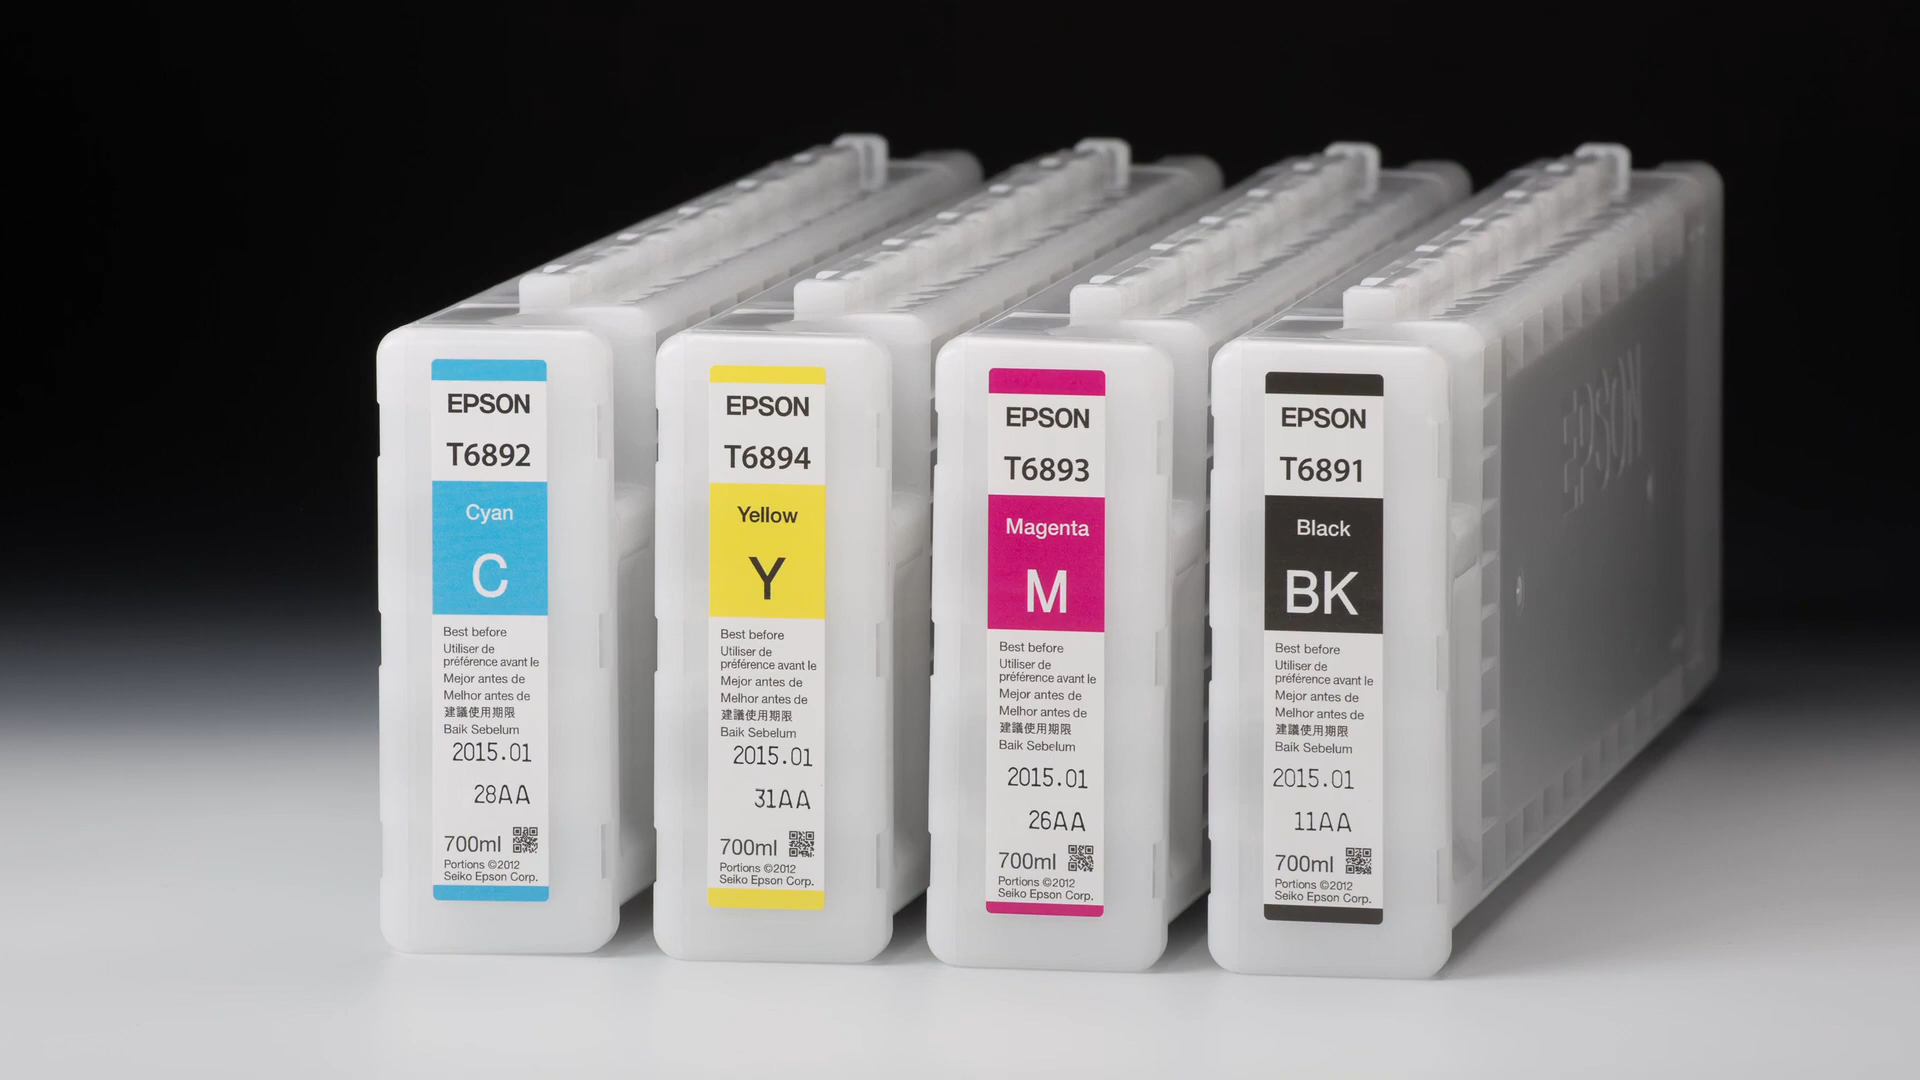 EPSON
T6892
Cyan
C
Best before
Utiliser de
préférence avant le
Mejor antes de
Melhor antes de
建議使用期限
Baik Sebelum
2015.01
28AA
700ml
Portions ©2012
Seiko Epson Corp.
EPSON
T6894
Yellow
Y
Best before
Utiliser de
préférence avant le
Mejor antes de
Melhor antes de
建議使用期限
Baik Sebelum
2015.01
31AA
700ml
Portions ©2012
Seiko Epson Corp.
EPSON
T6893
Magenta
M
Best before
Utiliser de
préférence avant le
Mejor antes de
Melhor antes de
建議使用期限
Baik Sebelum
2015.01
26AA
700ml
Portions ©2012
Seiko Epson Corp.
EPSON
T6891
Black
BK
Best before
Utiliser de
préférence avant le
Mejor antes de
Melhor antes de
建議使用期限
Baik Sebelum
2015.01
11AA
700ml
Portions ©2012
Seiko Epson Corp.
EPSON